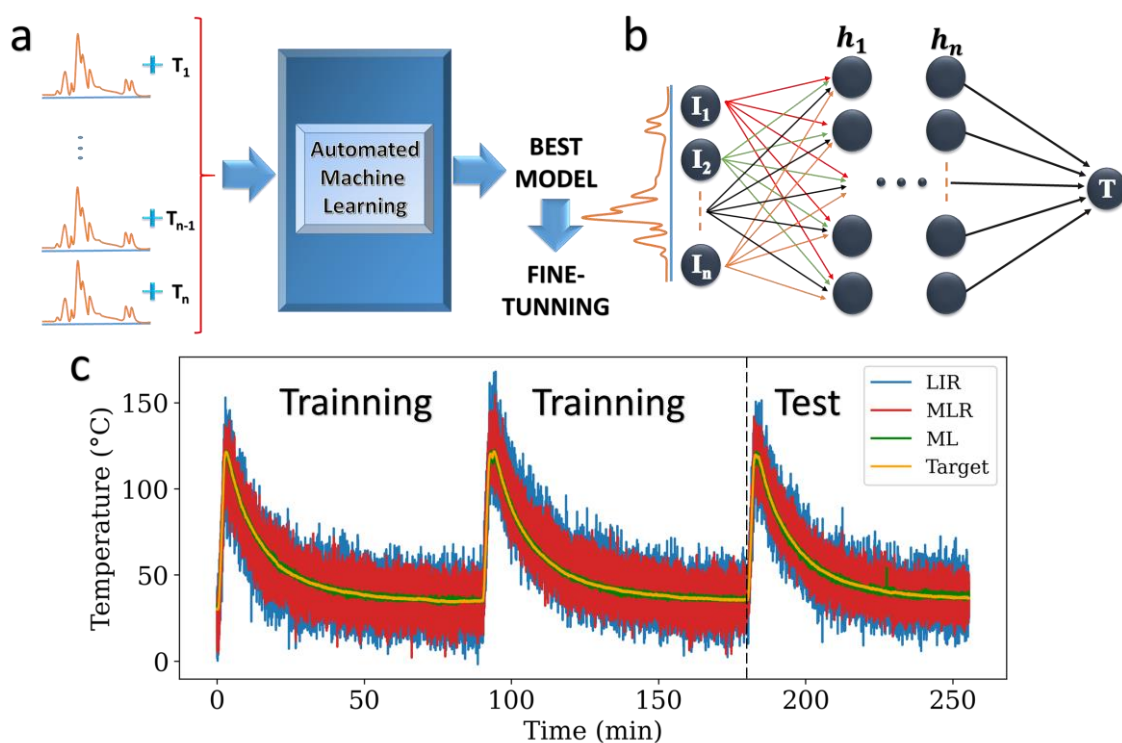 a
+ T1
+ Tn-1
+ Tn
Automated
Machine
Learning
BEST
MODEL
FINE-
TUNNING
b
h1
hn
I1
I2
In
T
c
Trainning
Trainning
Test
LIR
MLR
ML
Target
Temperature (°C)
150
100
50
0
0
50
100
150
200
250
Time (min)